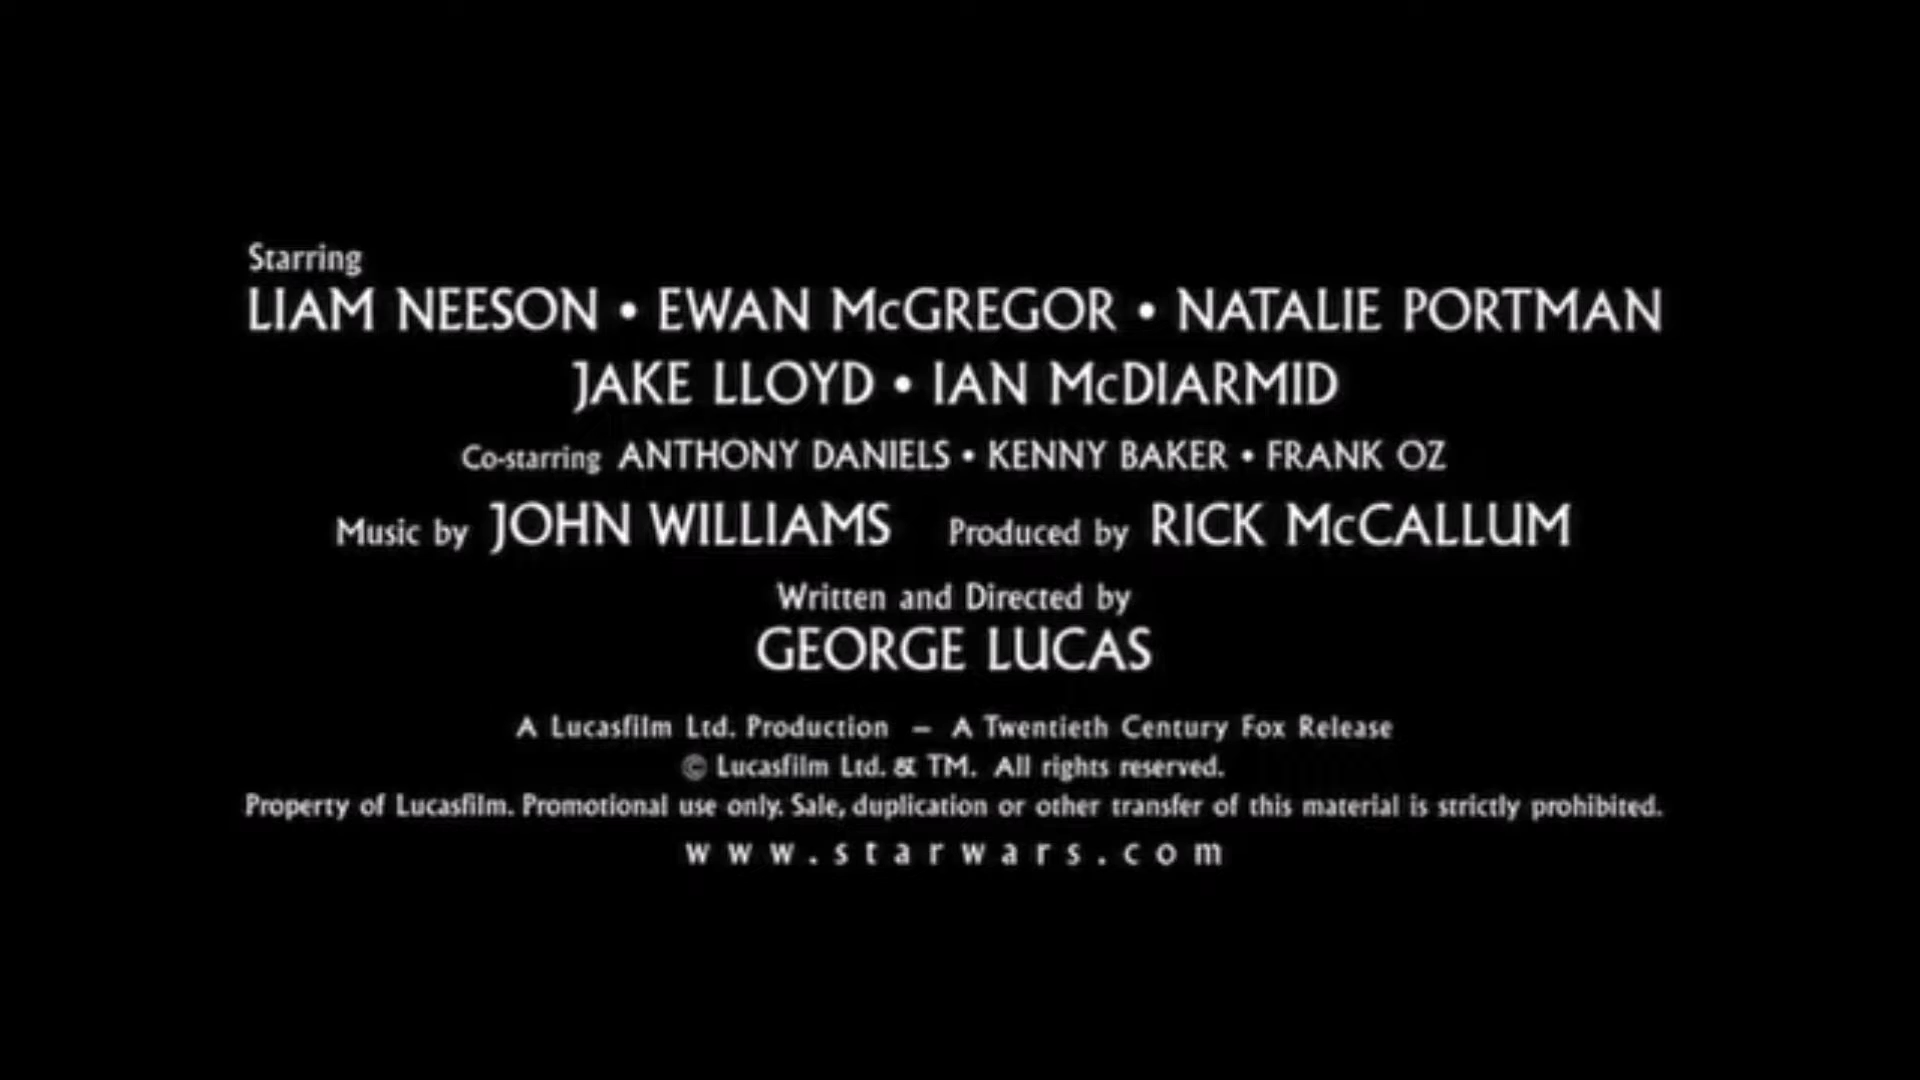 Starring
LIAM NEESON • EWAN McGREGOR • NATALIE PORTMAN
JAKE LLOYD • IAN McDIARMID
Co-starring ANTHONY DANIELS • KENNY BAKER • FRANK OZ
Music by JOHN WILLIAMS Produced by RICK McCALLUM
Written and Directed by
GEORGE LUCAS
A Lucasfilm Ltd. Production – A Twentieth Century Fox Release
© Lucasfilm Ltd. & TM. All rights reserved.
Property of Lucasfilm. Promotional use only. Sale, duplication or other transfer of this material is strictly prohibited.
www.starwars.com